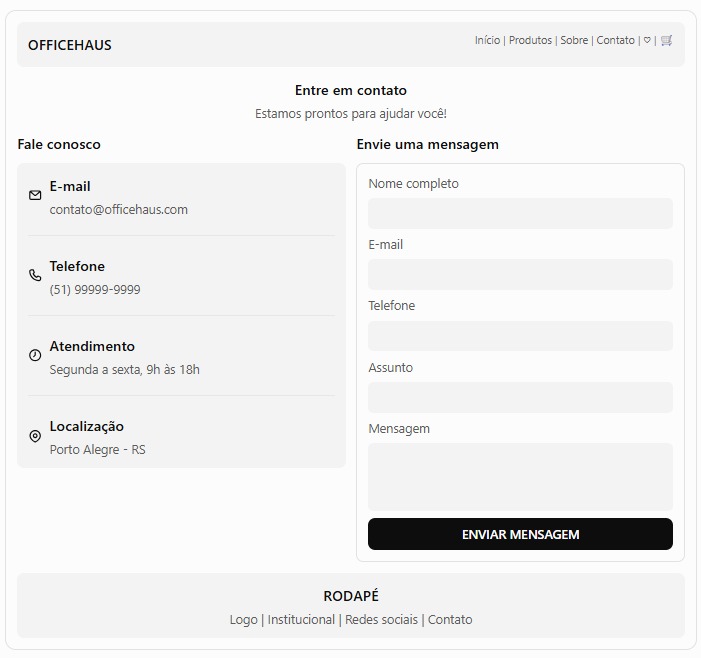 OFFICEHAUS
Início | Produtos | Sobre | Contato | ♡ | 🛒
Entre em contato
Estamos prontos para ajudar você!
Fale conosco
E-mail
contato@officehaus.com
Telefone
(51) 99999-9999
Atendimento
Segunda a sexta, 9h às 18h
Localização
Porto Alegre - RS
Envie uma mensagem
Nome completo
E-mail
Telefone
Assunto
Mensagem
ENVIAR MENSAGEM
RODAPÉ
Logo | Institucional | Redes sociais | Contato